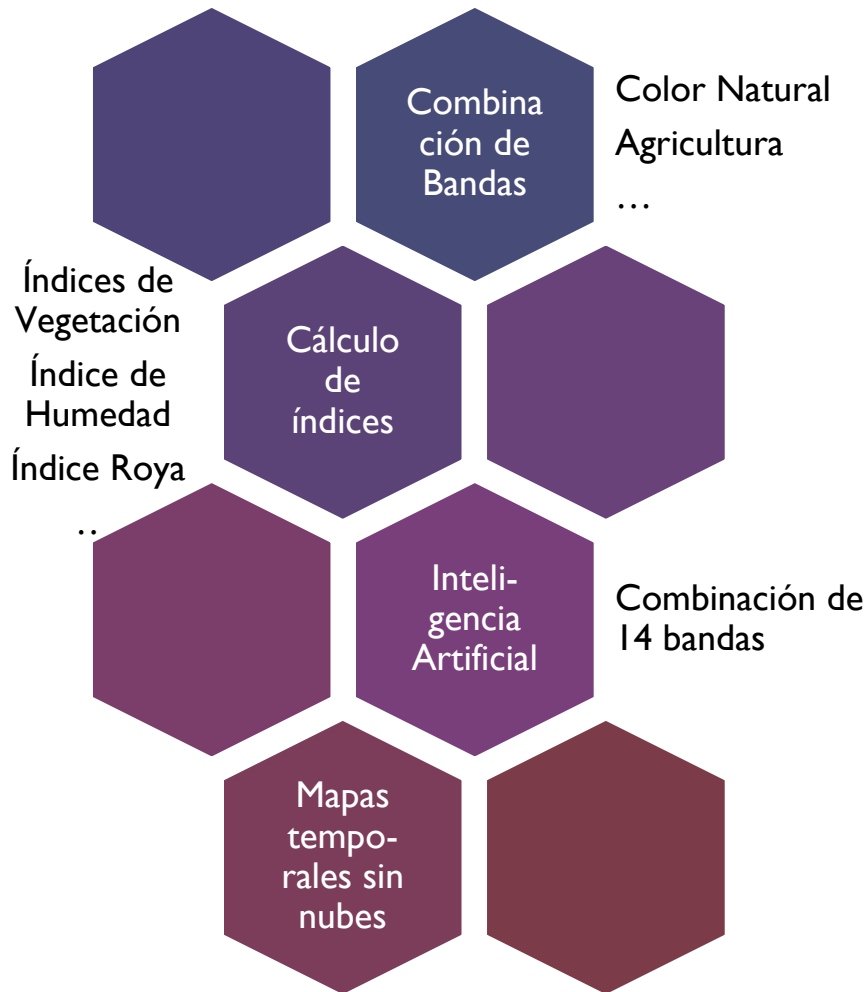 Combina
ción de
Bandas
Color Natural
Agricultura
…
Índices de
Vegetación
Índice de
Humedad
Índice Roya
..
Cálculo
de
índices
Inteli-
gencia
Artificial
Combinación de
14 bandas
Mapas
tempo-
rales sin
nubes